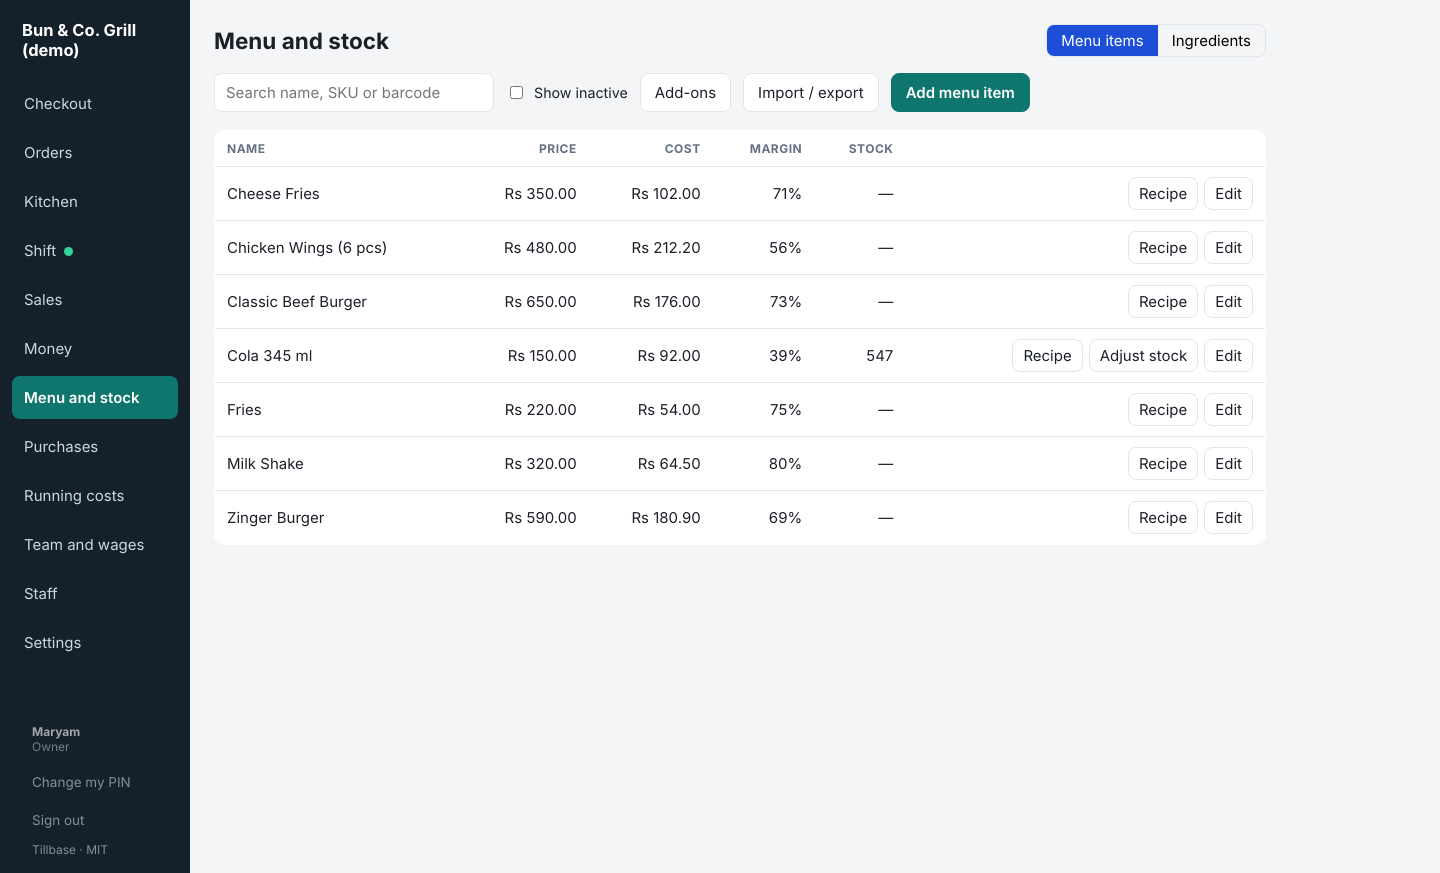 Bun & Co. Grill
(demo)
Checkout
Orders
Kitchen
Shift
Sales
Money
Menu and stock
Purchases
Running costs
Team and wages
Staff
Settings
Maryam
Owner
Change my PIN
Sign out
Tillbase · MIT
Menu and stock
Menu items Ingredients
Search name, SKU or barcode Show inactive Add-ons Import / export Add menu item
NAME PRICE COST MARGIN STOCK
Cheese Fries Rs 350.00 Rs 102.00 71% — Recipe Edit
Chicken Wings (6 pcs) Rs 480.00 Rs 212.20 56% — Recipe Edit
Classic Beef Burger Rs 650.00 Rs 176.00 73% — Recipe Edit
Cola 345 ml Rs 150.00 Rs 92.00 39% 547 Recipe Adjust stock Edit
Fries Rs 220.00 Rs 54.00 75% — Recipe Edit
Milk Shake Rs 320.00 Rs 64.50 80% — Recipe Edit
Zinger Burger Rs 590.00 Rs 180.90 69% — Recipe Edit